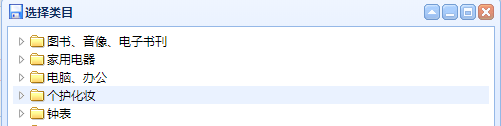 选择类目
图书、音像、电子书刊
家用电器
电脑、办公
个护化妆
钟表